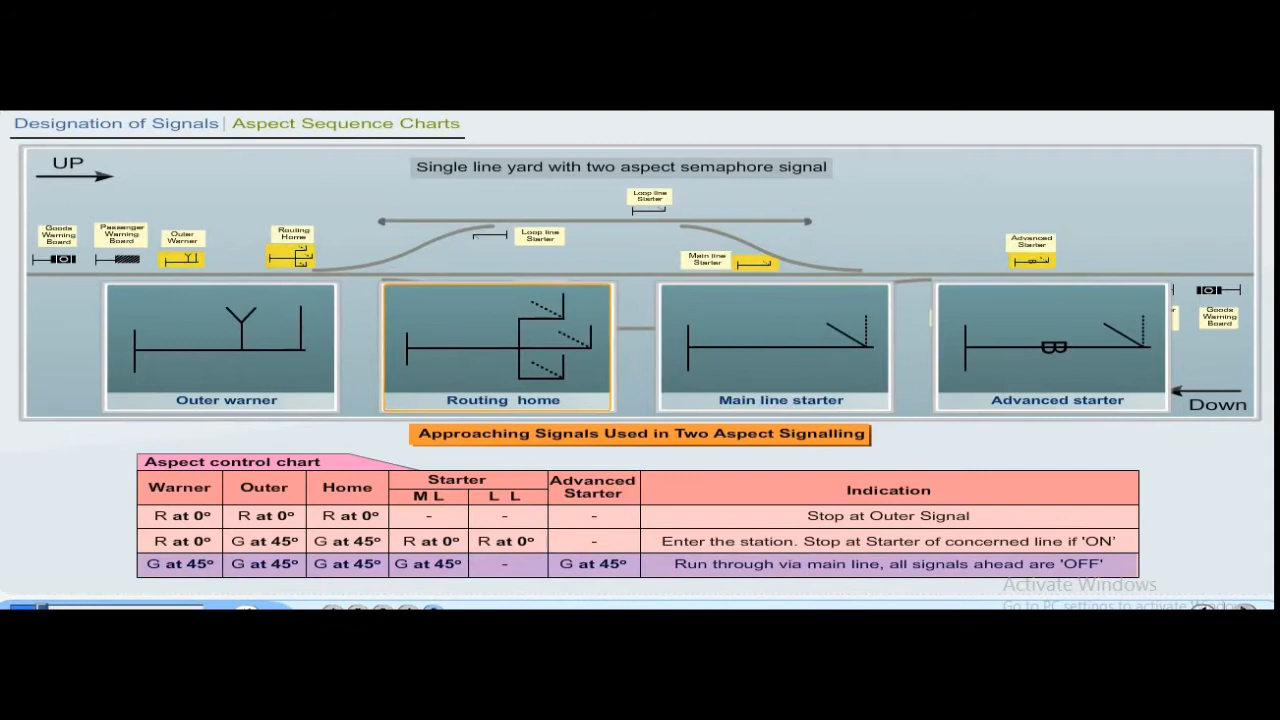 Designation of Signals | Aspect Sequence Charts
UP
Single line yard with two aspect semaphore signal
Loop line
Starter
Goods
Warning
Board
Passenger
Warning
Board
Outer
Warner
Routing
Home
Loop line
Starter
Main line
Starter
Advanced
Starter
Goods
Warning
Board
Outer warner
Routing home
Main line starter
Advanced starter
Down
Approaching Signals Used in Two Aspect Signalling
Aspect control chart
Warner Outer Home Starter Advanced Starter Indication
M L L L
R at 0° R at 0° R at 0° - - - Stop at Outer Signal
R at 0° G at 45° G at 45° R at 0° R at 0° - Enter the station. Stop at Starter of concerned line if 'ON'
G at 45° G at 45° G at 45° G at 45° - G at 45° Run through via main line, all signals ahead are 'OFF'
Activate Windows
Go to PC settings to activate Windows